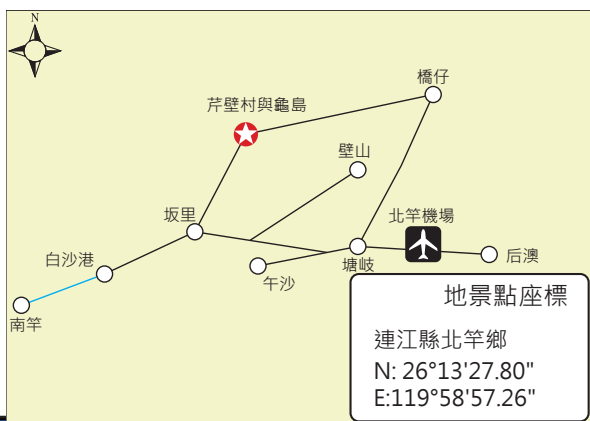 N
橋仔
芹壁村與龜島
壁山
坂里
北竿機場
白沙港
塘岐
后澳
午沙
南竿
地景點座標
連江縣北竿鄉
N: 26°13'27.80"
E:119°58'57.26"